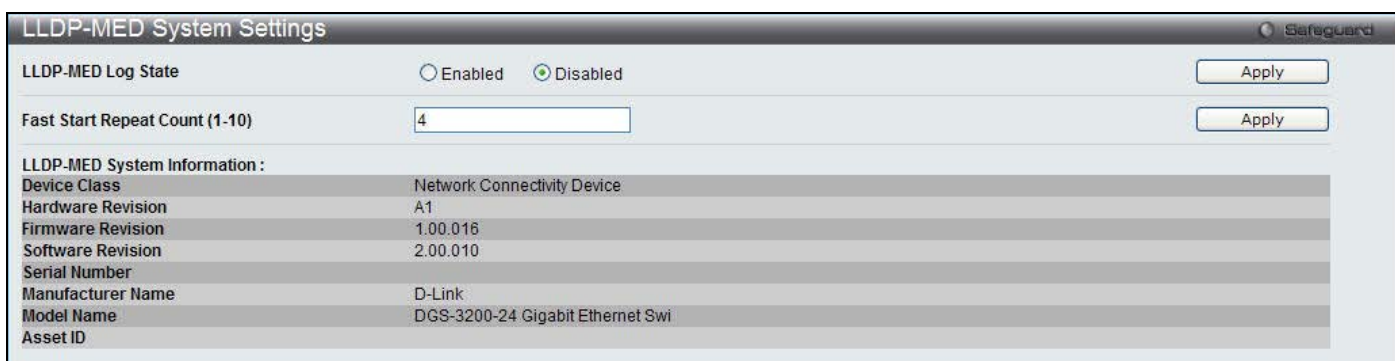 LLDP-MED System Settings
Safeguard
LLDP-MED Log State Enabled Disabled Apply
Fast Start Repeat Count (1-10) 4 Apply
LLDP-MED System Information :
Device Class Network Connectivity Device
Hardware Revision A1
Firmware Revision 1.00.016
Software Revision 2.00.010
Serial Number
Manufacturer Name D-Link
Model Name DGS-3200-24 Gigabit Ethernet Swi
Asset ID